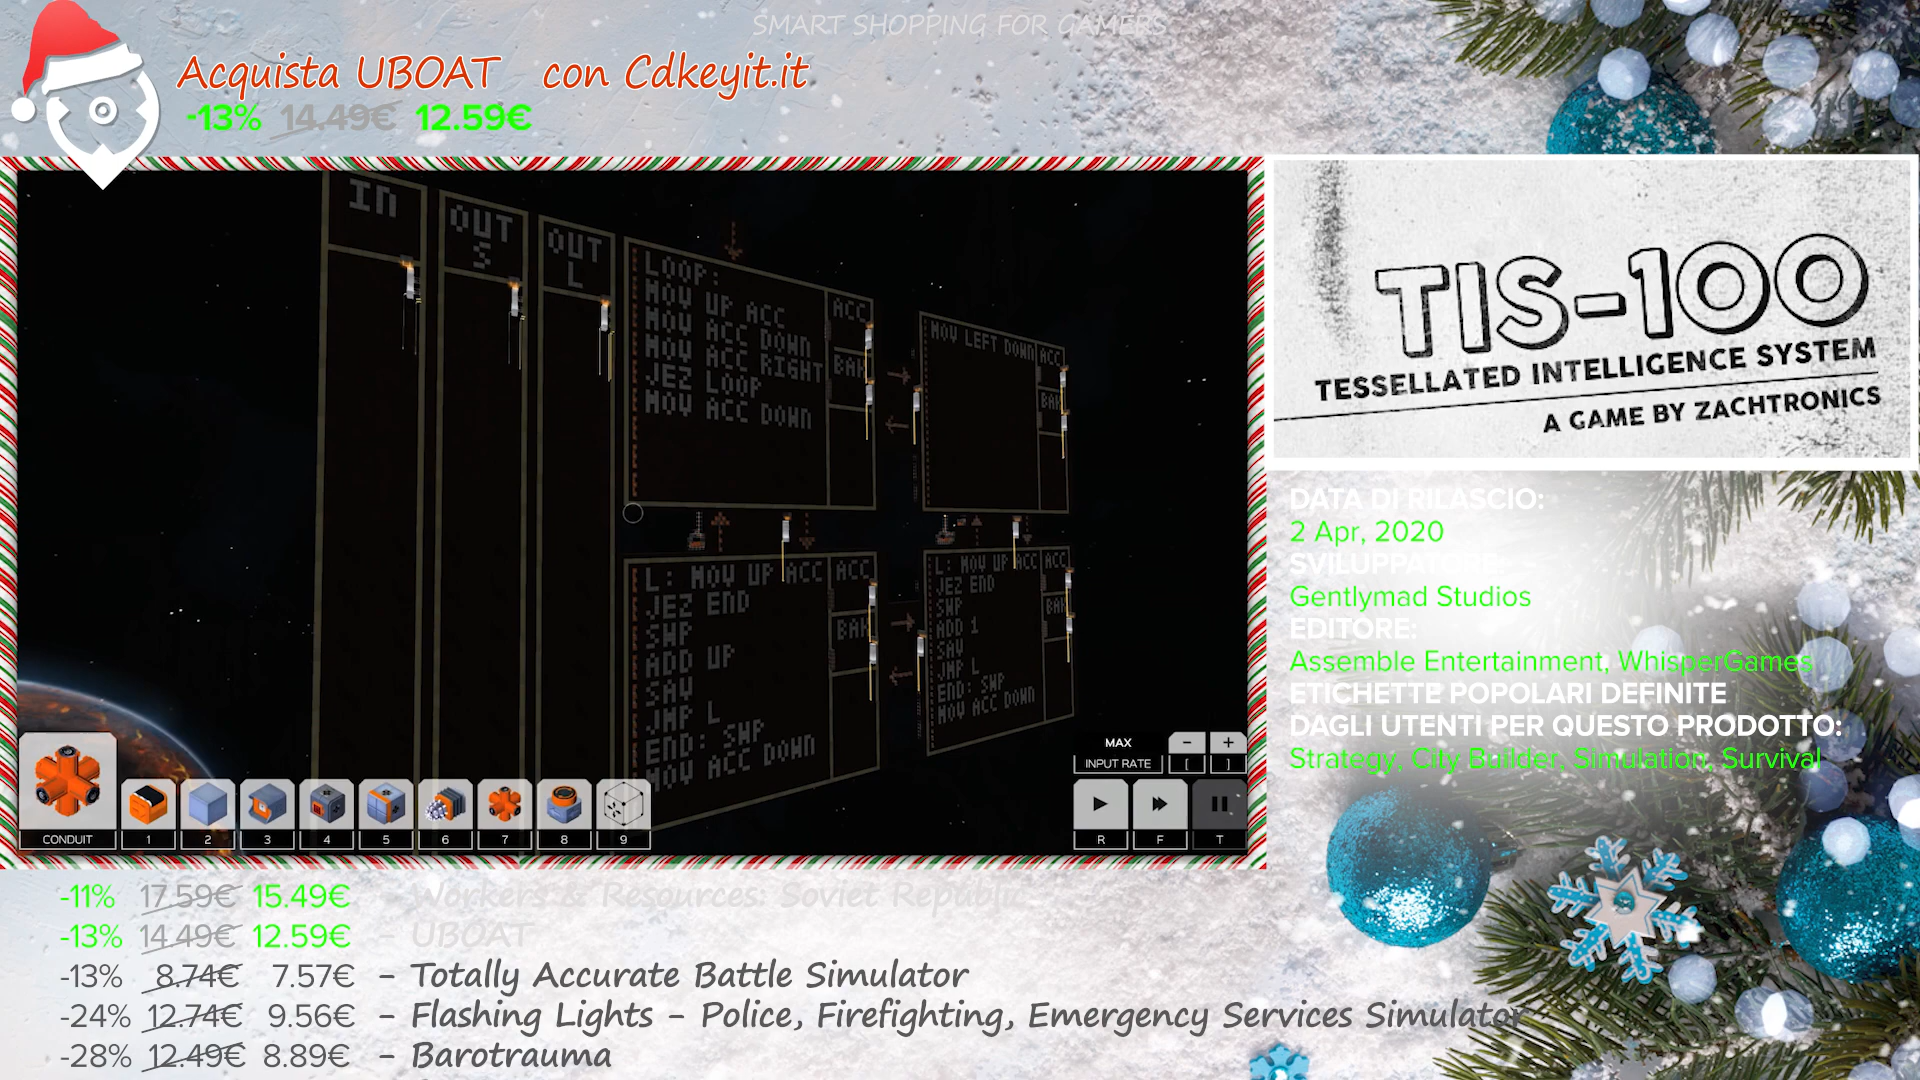 SMART SHOPPING FOR GAMERS
Acquista UBOAT con Cdkeyit.it
-13% 14.49€ 12.59€
IN
OUT S
OUT L
LOOP:
MOV UP ACC
MOV ACC DOWN
MOV ACC RIGHT
JEZ LOOP
MOV ACC DOWN
ACC
BAK
MOV LEFT DOWN
ACC
BAK
L: MOV UP ACC
JEZ END
SWP
ADD UP
SAV
JMP L
END: SWP
MOV ACC DOWN
ACC
BAK
L: MOV UP ACC
JEZ END
SWP
ADD 1
SAV
JMP L
END: SWP
MOV ACC DOWN
ACC
BAK
MAX - +
INPUT RATE [ ]
CONDUIT 1 2 3 4 5 6 7 8 9
R F T
TIS-100
TESSELLATED INTELLIGENCE SYSTEM
A GAME BY ZACHTRONICS
DATA DI RILASCIO:
2 Apr, 2020
SVILUPPATORE:
Gentlymad Studios
EDITORE:
Assemble Entertainment, WhisperGames
ETICHETTE POPOLARI DEFINITE
DAGLI UTENTI PER QUESTO PRODOTTO:
Strategy, City Builder, Simulation, Survival
-11% 17.59€ 15.49€ - Workers & Resources: Soviet Republic
-13% 14.49€ 12.59€ - UBOAT
-13% 8.74€ 7.57€ - Totally Accurate Battle Simulator
-24% 12.74€ 9.56€ - Flashing Lights - Police, Firefighting, Emergency Services Simulator
-28% 12.49€ 8.89€ - Barotrauma